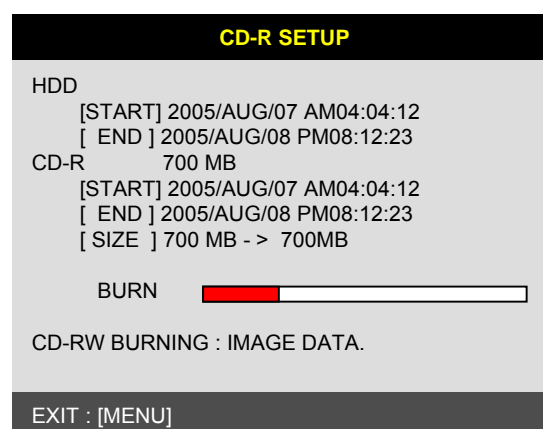 CD-R SETUP
HDD
[START] 2005/AUG/07 AM04:04:12
[  END ] 2005/AUG/08 PM08:12:23
CD-R 700 MB
[START] 2005/AUG/07 AM04:04:12
[  END ] 2005/AUG/08 PM08:12:23
[ SIZE  ] 700 MB - >  700MB
BURN
CD-RW BURNING : IMAGE DATA.
EXIT : [MENU]